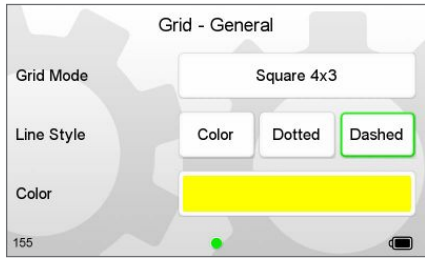 Grid - General
Grid Mode Square 4x3
Line Style Color Dotted Dashed
Color
155